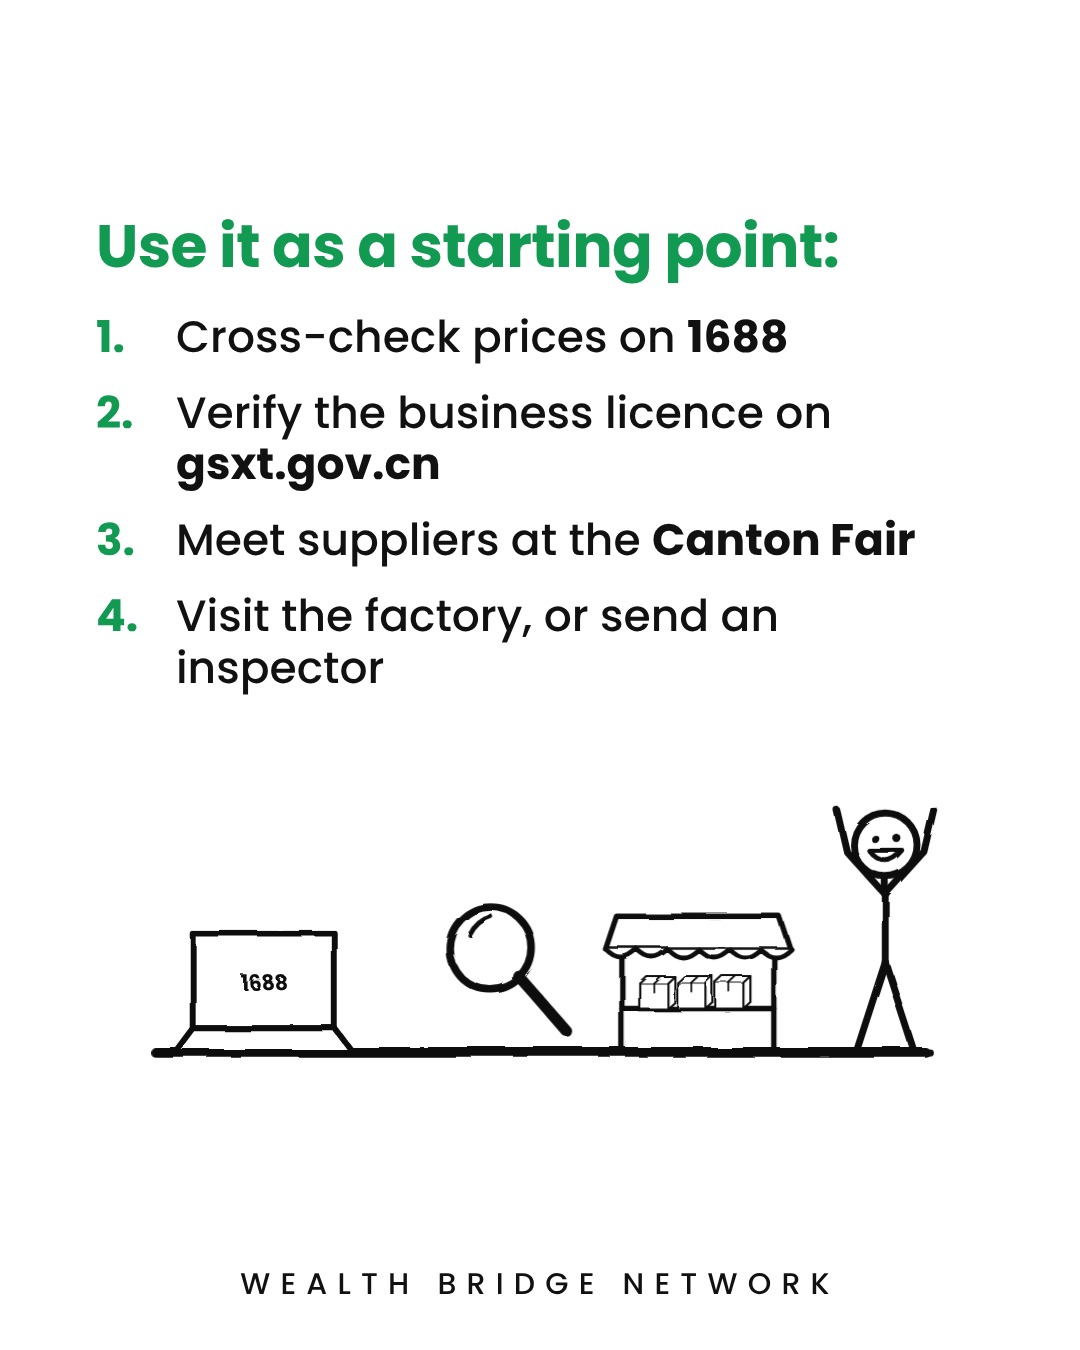 Use it as a starting point:
1. Cross-check prices on 1688
2. Verify the business licence on
gsxt.gov.cn
3. Meet suppliers at the Canton Fair
4. Visit the factory, or send an
inspector
1688
WEALTH BRIDGE NETWORK